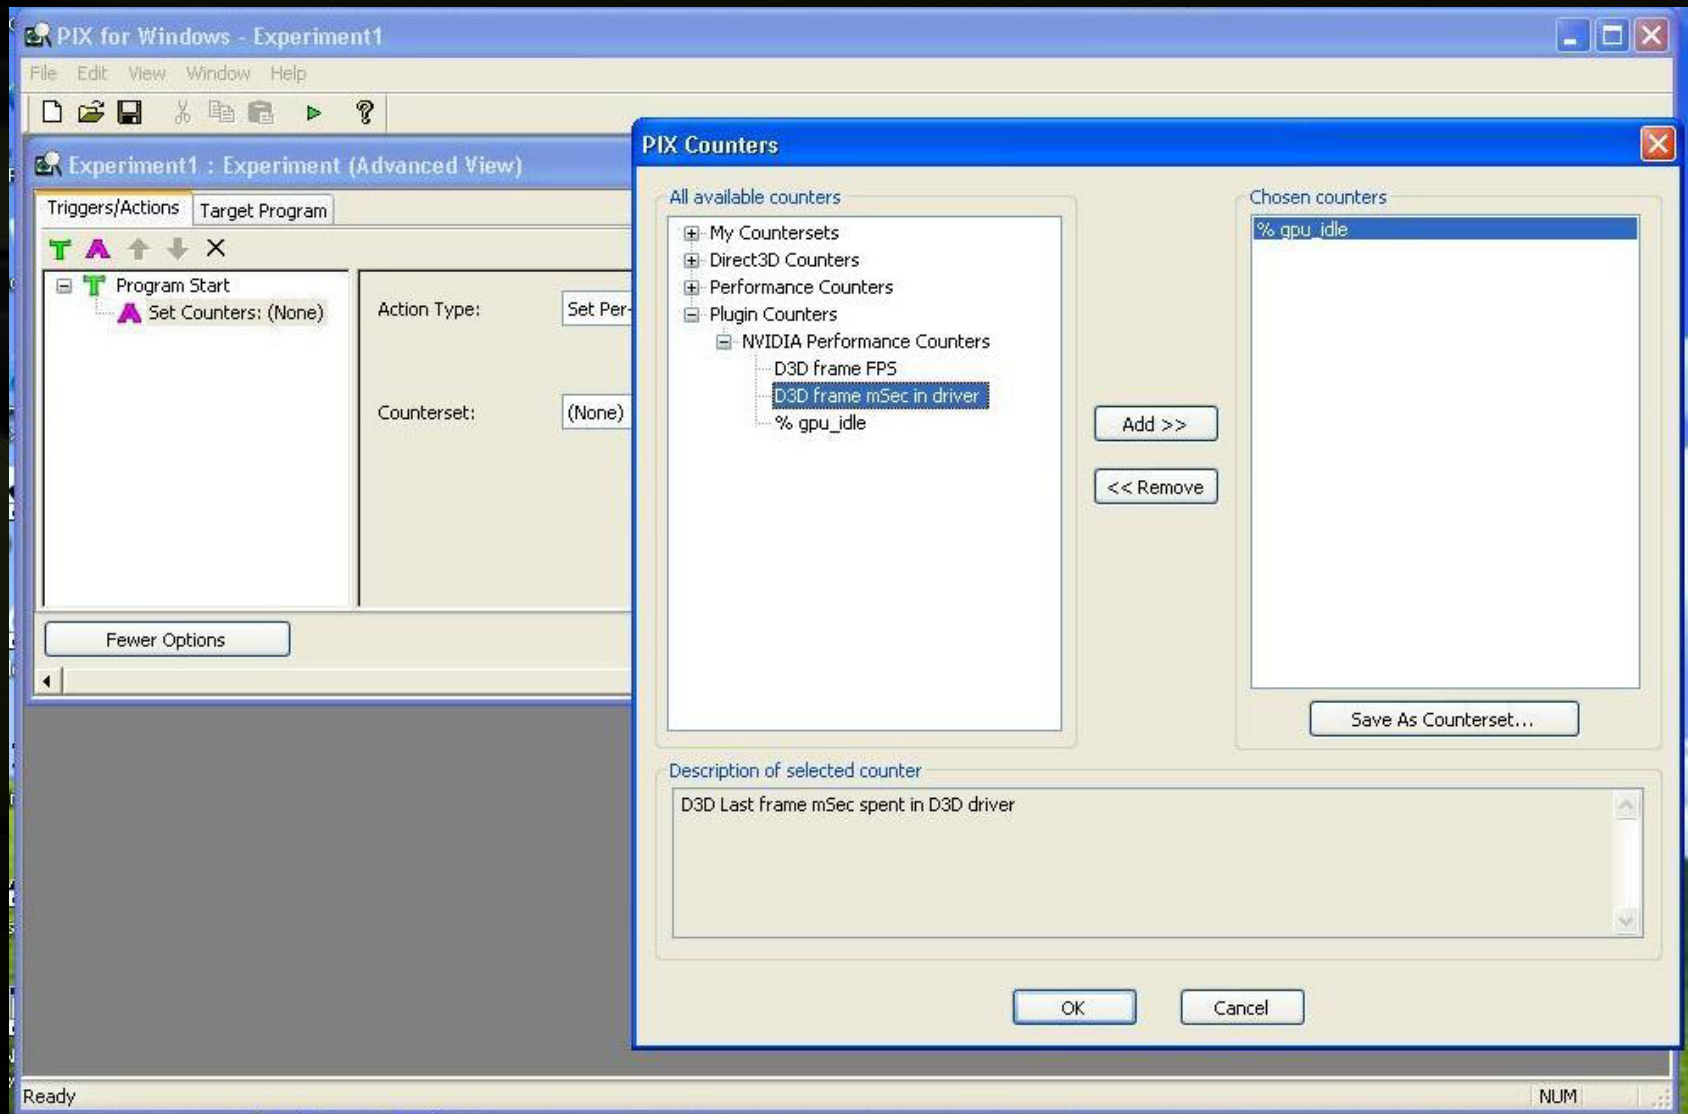 PIX for Windows - Experiment1
File Edit View Window Help
Experiment1 : Experiment (Advanced View)
Triggers/Actions Target Program
Program Start
Set Counters: (None)
Action Type: Set Per-
Counterset: (None)
Fewer Options
PIX Counters
All available counters
My Countersets
Direct3D Counters
Performance Counters
Plugin Counters
NVIDIA Performance Counters
D3D frame FPS
D3D frame mSec in driver
% gpu_idle
Add >>
<< Remove
Chosen counters
% gpu_idle
Save As Counterset...
Description of selected counter
D3D Last frame mSec spent in D3D driver
OK Cancel
Ready NUM